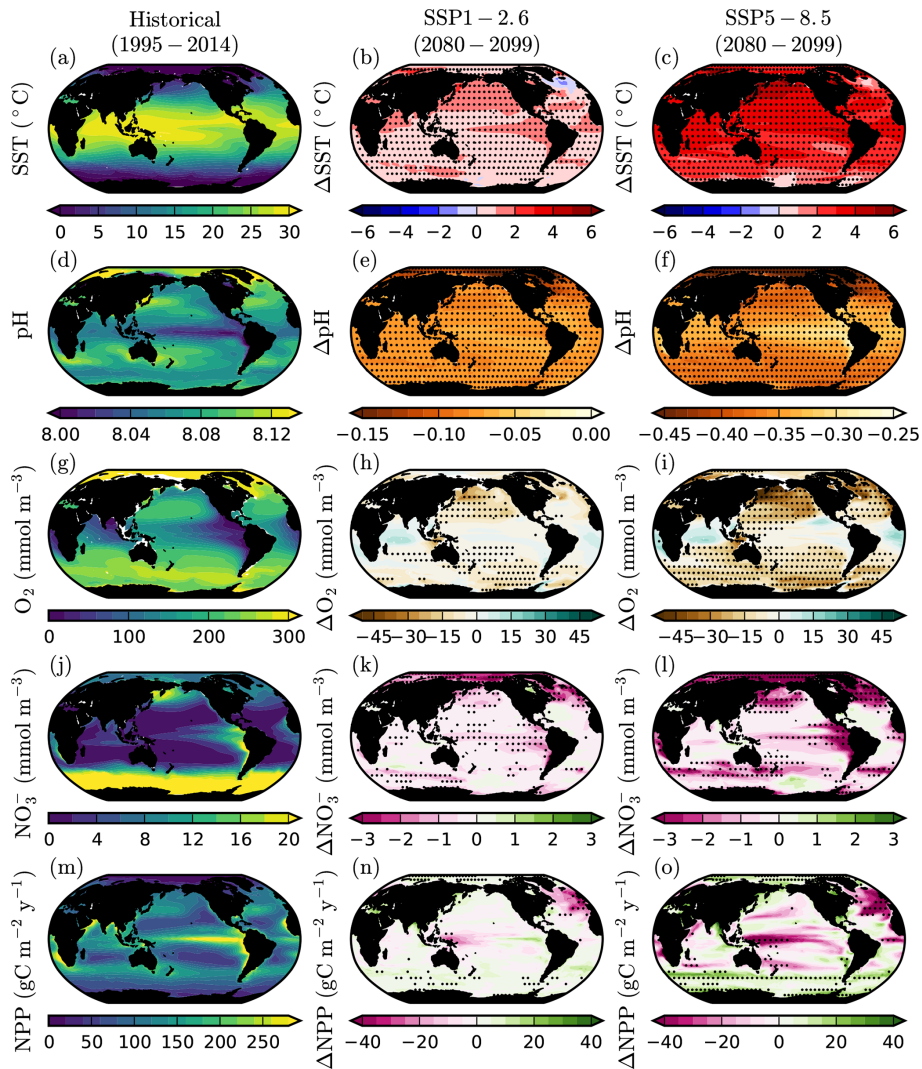 Historical
(1995 − 2014)
SSP1 − 2.6
(2080 − 2099)
SSP5 − 8.5
(2080 − 2099)
(a)
(b)
(c)
SST (°C)
ΔSST (°C)
ΔSST (°C)
0 5 10 15 20 25 30
−6 −4 −2 0 2 4 6
−6 −4 −2 0 2 4 6
(d)
(e)
(f)
pH
ΔpH
ΔpH
8.00 8.04 8.08 8.12
−0.15 −0.10 −0.05 0.00
−0.45 −0.40 −0.35 −0.30 −0.25
(g)
(h)
(i)
O₂ (mmol m⁻³)
ΔO₂ (mmol m⁻³)
ΔO₂ (mmol m⁻³)
0 100 200 300
−45 −30 −15 0 15 30 45
−45 −30 −15 0 15 30 45
(j)
(k)
(l)
NO₃⁻ (mmol m⁻³)
ΔNO₃⁻ (mmol m⁻³)
ΔNO₃⁻ (mmol m⁻³)
0 4 8 12 16 20
−3 −2 −1 0 1 2 3
−3 −2 −1 0 1 2 3
(m)
(n)
(o)
NPP (gC m⁻² y⁻¹)
ΔNPP (gC m⁻² y⁻¹)
ΔNPP (gC m⁻² y⁻¹)
0 50 100 150 200 250
−40 −20 0 20 40
−40 −20 0 20 40